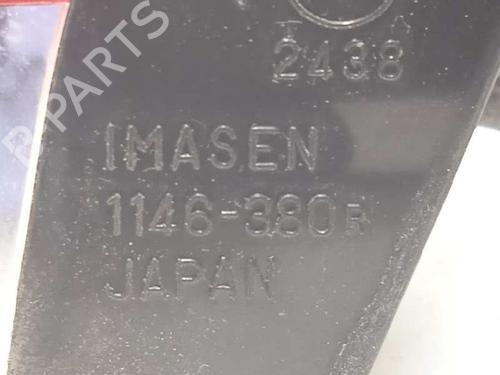 2438
IMASEN
1146-380R
JAPAN
B-PARTS